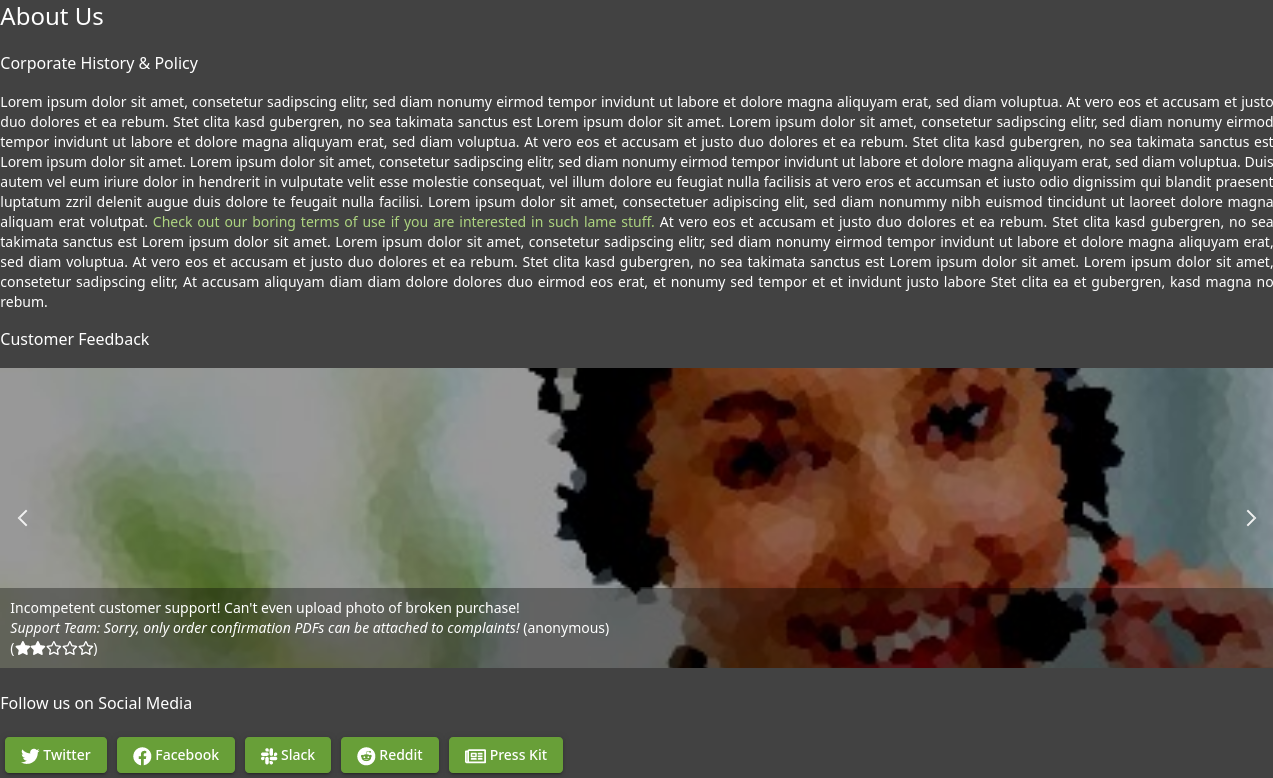 About Us
Corporate History & Policy
Lorem ipsum dolor sit amet, consetetur sadipscing elitr, sed diam nonumy eirmod tempor invidunt ut labore et dolore magna aliquyam erat, sed diam voluptua. At vero eos et accusam et justo
duo dolores et ea rebum. Stet clita kasd gubergren, no sea takimata sanctus est Lorem ipsum dolor sit amet. Lorem ipsum dolor sit amet, consetetur sadipscing elitr, sed diam nonumy eirmod
tempor invidunt ut labore et dolore magna aliquyam erat, sed diam voluptua. At vero eos et accusam et justo duo dolores et ea rebum. Stet clita kasd gubergren, no sea takimata sanctus est
Lorem ipsum dolor sit amet. Lorem ipsum dolor sit amet, consetetur sadipscing elitr, sed diam nonumy eirmod tempor invidunt ut labore et dolore magna aliquyam erat, sed diam voluptua. Duis
autem vel eum iriure dolor in hendrerit in vulputate velit esse molestie consequat, vel illum dolore eu feugiat nulla facilisis at vero eros et accumsan et iusto odio dignissim qui blandit praesent
luptatum zzril delenit augue duis dolore te feugait nulla facilisi. Lorem ipsum dolor sit amet, consectetuer adipiscing elit, sed diam nonummy nibh euismod tincidunt ut laoreet dolore magna
aliquam erat volutpat. Check out our boring terms of use if you are interested in such lame stuff. At vero eos et accusam et justo duo dolores et ea rebum. Stet clita kasd gubergren, no sea
takimata sanctus est Lorem ipsum dolor sit amet. Lorem ipsum dolor sit amet, consetetur sadipscing elitr, sed diam nonumy eirmod tempor invidunt ut labore et dolore magna aliquyam erat,
sed diam voluptua. At vero eos et accusam et justo duo dolores et ea rebum. Stet clita kasd gubergren, no sea takimata sanctus est Lorem ipsum dolor sit amet. Lorem ipsum dolor sit amet,
consetetur sadipscing elitr, At accusam aliquyam diam diam dolore dolores duo eirmod eos erat, et nonumy sed tempor et et invidunt justo labore Stet clita ea et gubergren, kasd magna no
rebum.
Customer Feedback
Incompetent customer support! Can't even upload photo of broken purchase!
Support Team: Sorry, only order confirmation PDFs can be attached to complaints! (anonymous)
(★★☆☆☆)
Follow us on Social Media
Twitter Facebook Slack Reddit Press Kit